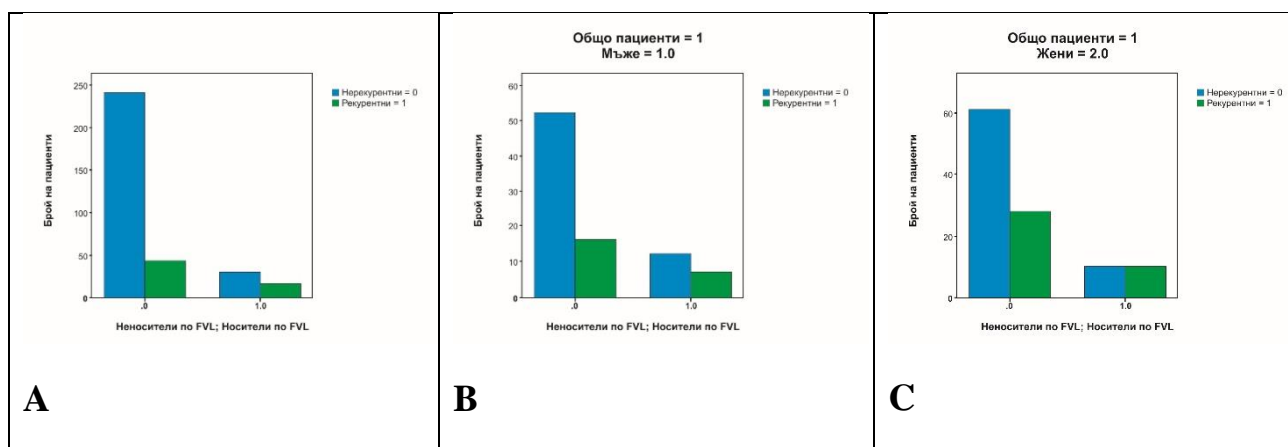 250
200
150
100
50
0
.0
1.0
Брой на пациенти
Неносители по FVL; Носители по FVL
Нерекурентни = 0
Рекурентни = 1
A
Общо пациенти = 1
Мъже = 1.0
60
50
40
30
20
10
0
.0
1.0
Брой на пациенти
Неносители по FVL; Носители по FVL
Нерекурентни = 0
Рекурентни = 1
B
Общо пациенти = 1
Жени = 2.0
60
40
20
0
.0
1.0
Брой на пациенти
Неносители по FVL; Носители по FVL
Нерекурентни = 0
Рекурентни = 1
C